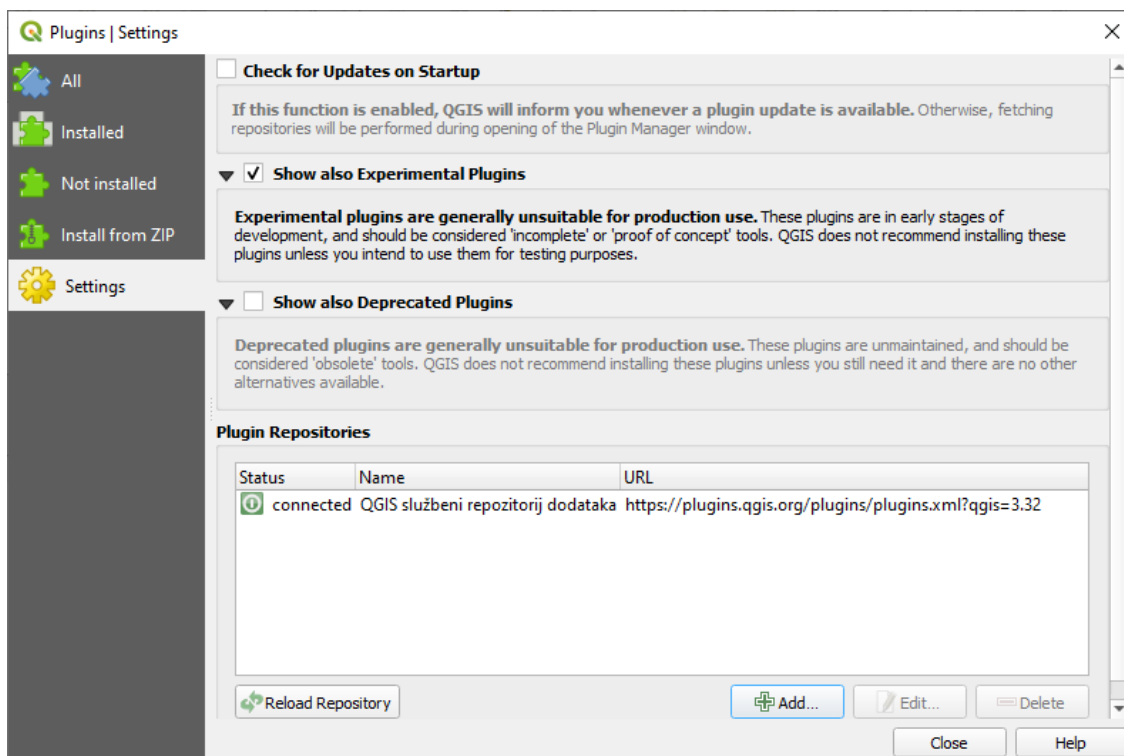 Plugins | Settings
All
Installed
Not installed
Install from ZIP
Settings
Check for Updates on Startup
If this function is enabled, QGIS will inform you whenever a plugin update is available. Otherwise, fetching
repositories will be performed during opening of the Plugin Manager window.
Show also Experimental Plugins
Experimental plugins are generally unsuitable for production use. These plugins are in early stages of
development, and should be considered 'incomplete' or 'proof of concept' tools. QGIS does not recommend installing these
plugins unless you intend to use them for testing purposes.
Show also Deprecated Plugins
Deprecated plugins are generally unsuitable for production use. These plugins are unmaintained, and should be
considered 'obsolete' tools. QGIS does not recommend installing these plugins unless you still need it and there are no other
alternatives available.
Plugin Repositories
Status Name URL
connected QGIS službeni repozitorij dodataka https://plugins.qgis.org/plugins/plugins.xml?qgis=3.32
Reload Repository Add... Edit... Delete
Close Help